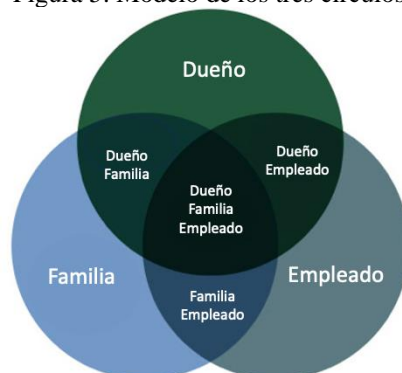 Figura 3. Modelo de los tres círculos
Dueño
Dueño
Familia
Dueño
Empleado
Dueño
Familia
Empleado
Familia
Empleado
Familia
Empleado